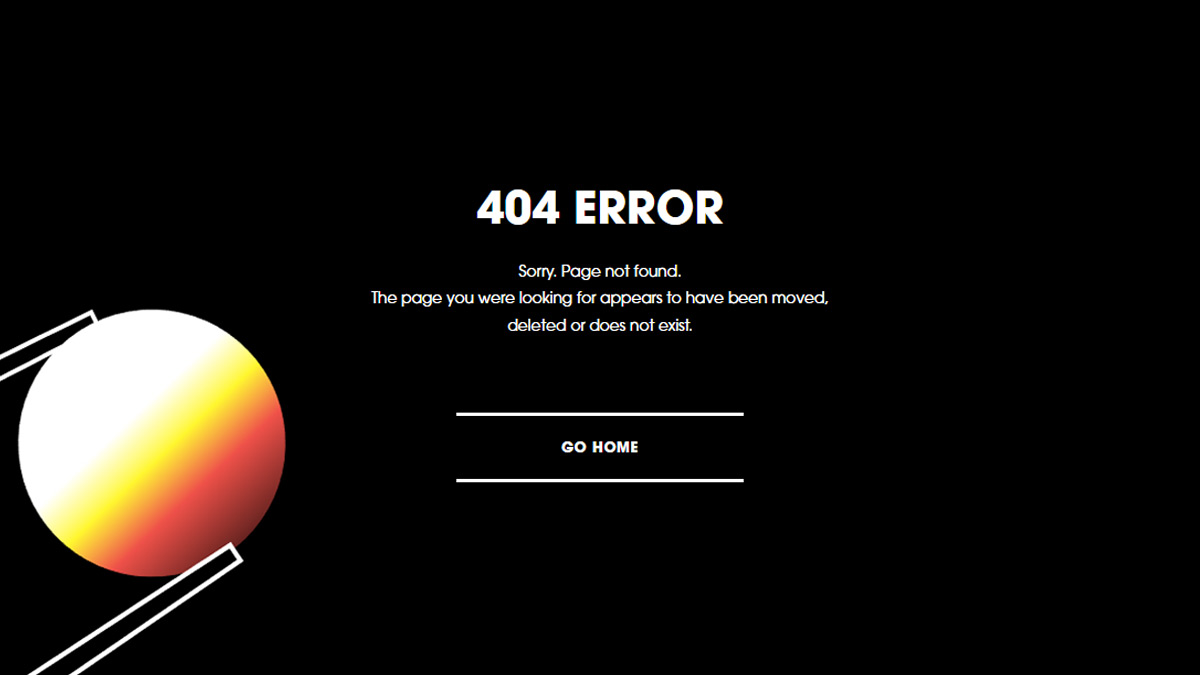 404 ERROR
Sorry. Page not found.
The page you were looking for appears to have been moved,
deleted or does not exist.
GO HOME